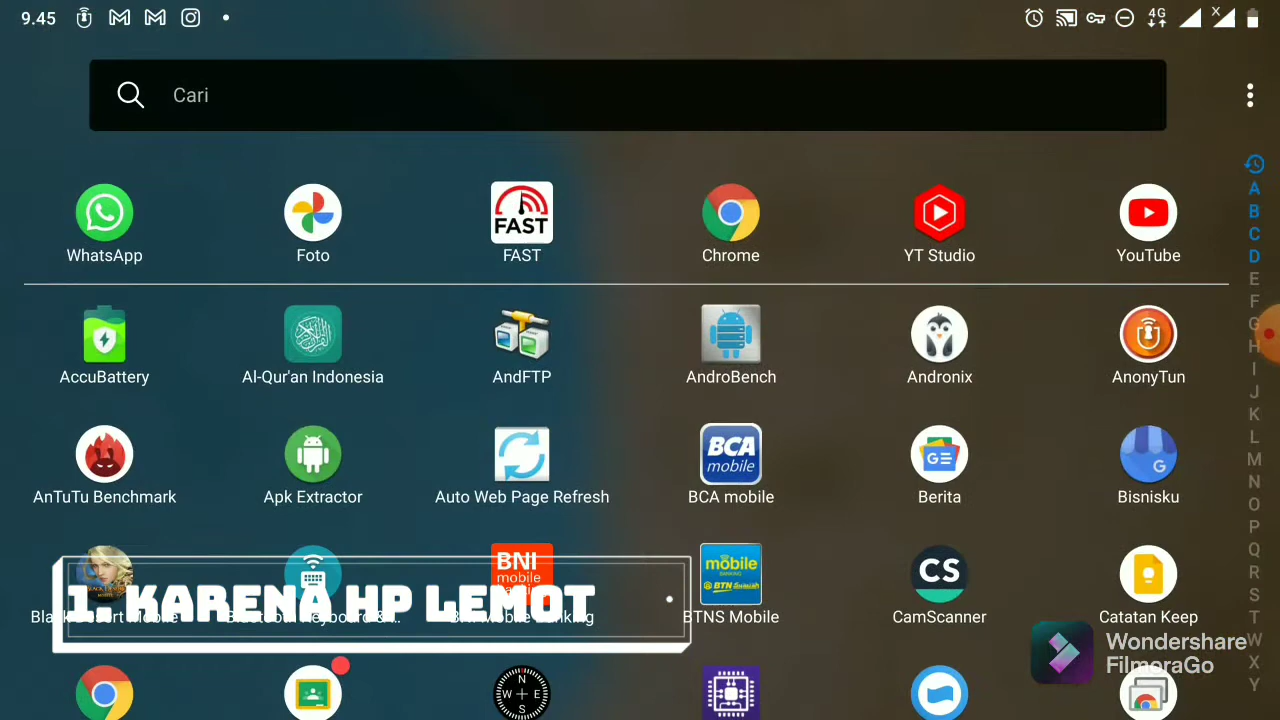 9.45
4G
X
Cari
WhatsApp
Foto
FAST
FAST
Chrome
YT Studio
YouTube
AccuBattery
Al-Qur'an Indonesia
AndFTP
AndroBench
Andronix
AnonyTun
AnTuTu Benchmark
Apk Extractor
Auto Web Page Refresh
BCA
mobile
BCA mobile
GE
Berita
G
Bisnisku
BNI
mobile
mobile
BTN
CS
1. KARENA HP LEMOT
BTNS Mobile
CamScanner
Catatan Keep
Wondershare
FilmoraGo
N
W E
S
A
B
C
D
E
F
G
H
I
J
K
L
M
N
O
P
Q
R
S
T
W
X
Y